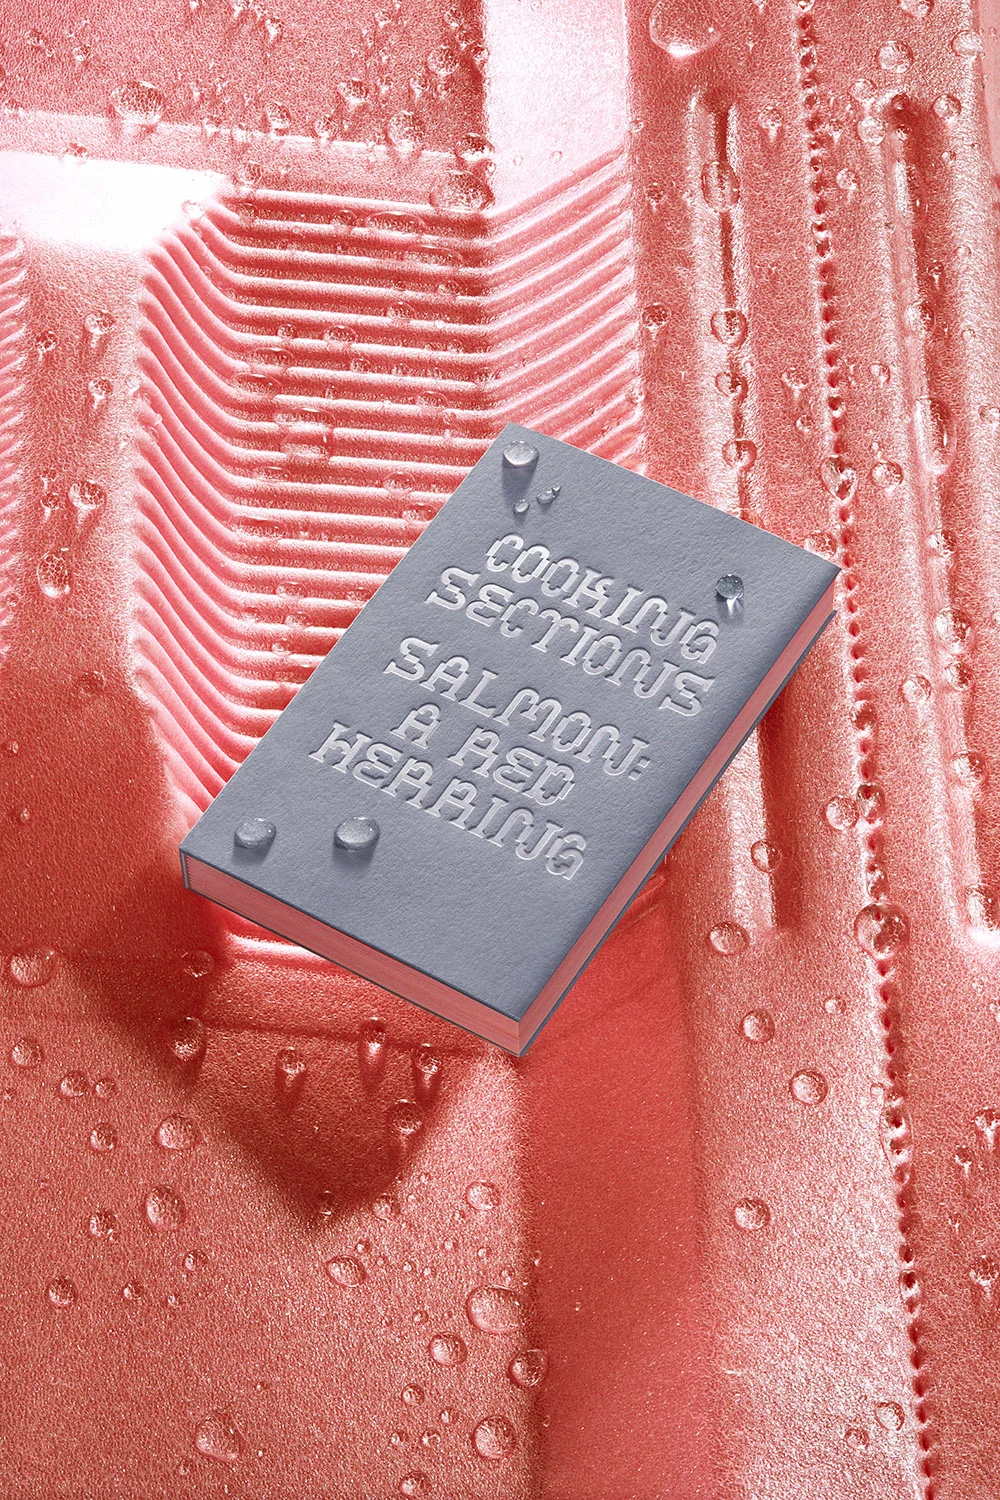 COOKING
SECTIONS
SALMON:
A RED
HERRING